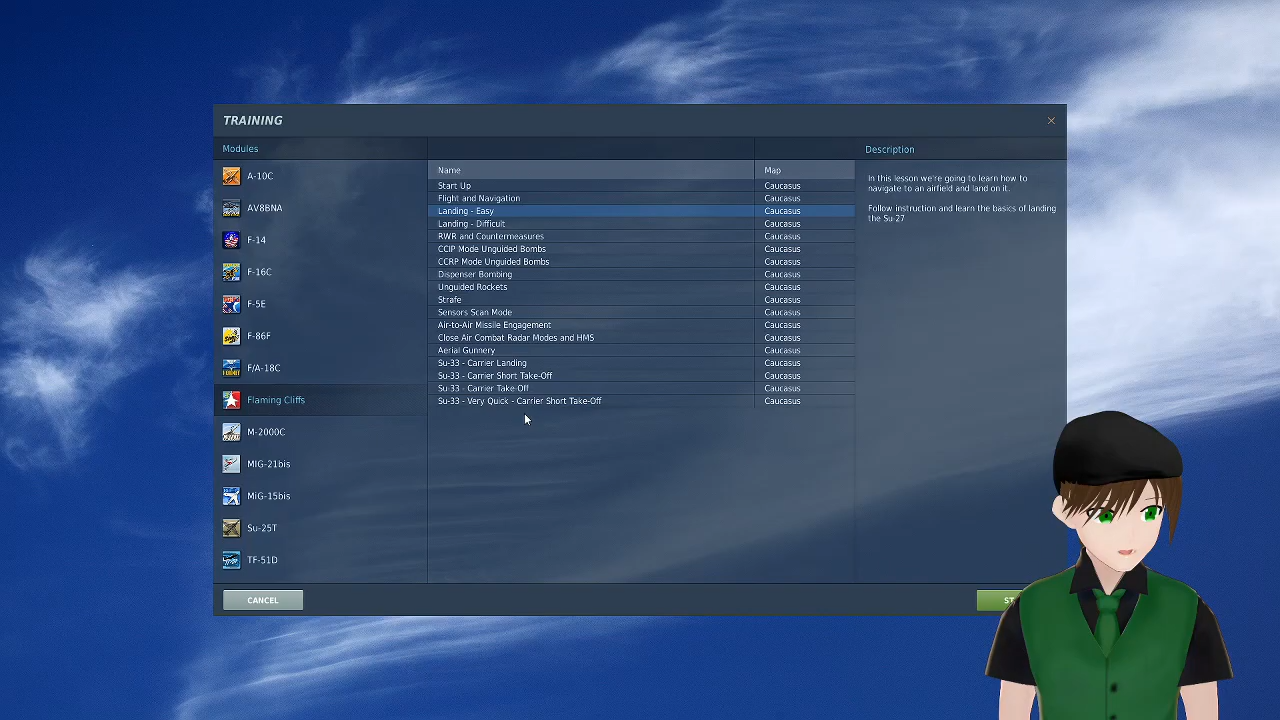 TRAINING
×
Modules
Description
A-10C
AV8BNA
F-14
F-16C
F-5E
F-86F
F/A-18C
Flaming Cliffs
M-2000C
MIG-21bis
MiG-15bis
Su-25T
TF-51D
Name Map
Start Up Caucasus
Flight and Navigation Caucasus
Landing - Easy Caucasus
Landing - Difficult Caucasus
RWR and Countermeasures Caucasus
CCIP Mode Unguided Bombs Caucasus
CCRP Mode Unguided Bombs Caucasus
Dispenser Bombing Caucasus
Unguided Rockets Caucasus
Strafe Caucasus
Sensors Scan Mode Caucasus
Air-to-Air Missile Engagement Caucasus
Close Air Combat Radar Modes and HMS Caucasus
Aerial Gunnery Caucasus
Su-33 - Carrier Landing Caucasus
Su-33 - Carrier Short Take-Off Caucasus
Su-33 - Carrier Take-Off Caucasus
Su-33 - Very Quick - Carrier Short Take-Off Caucasus
In this lesson we're going to learn how to
navigate to an airfield and land on it.
Follow instruction and learn the basics of landing
the Su-27
CANCEL
ST